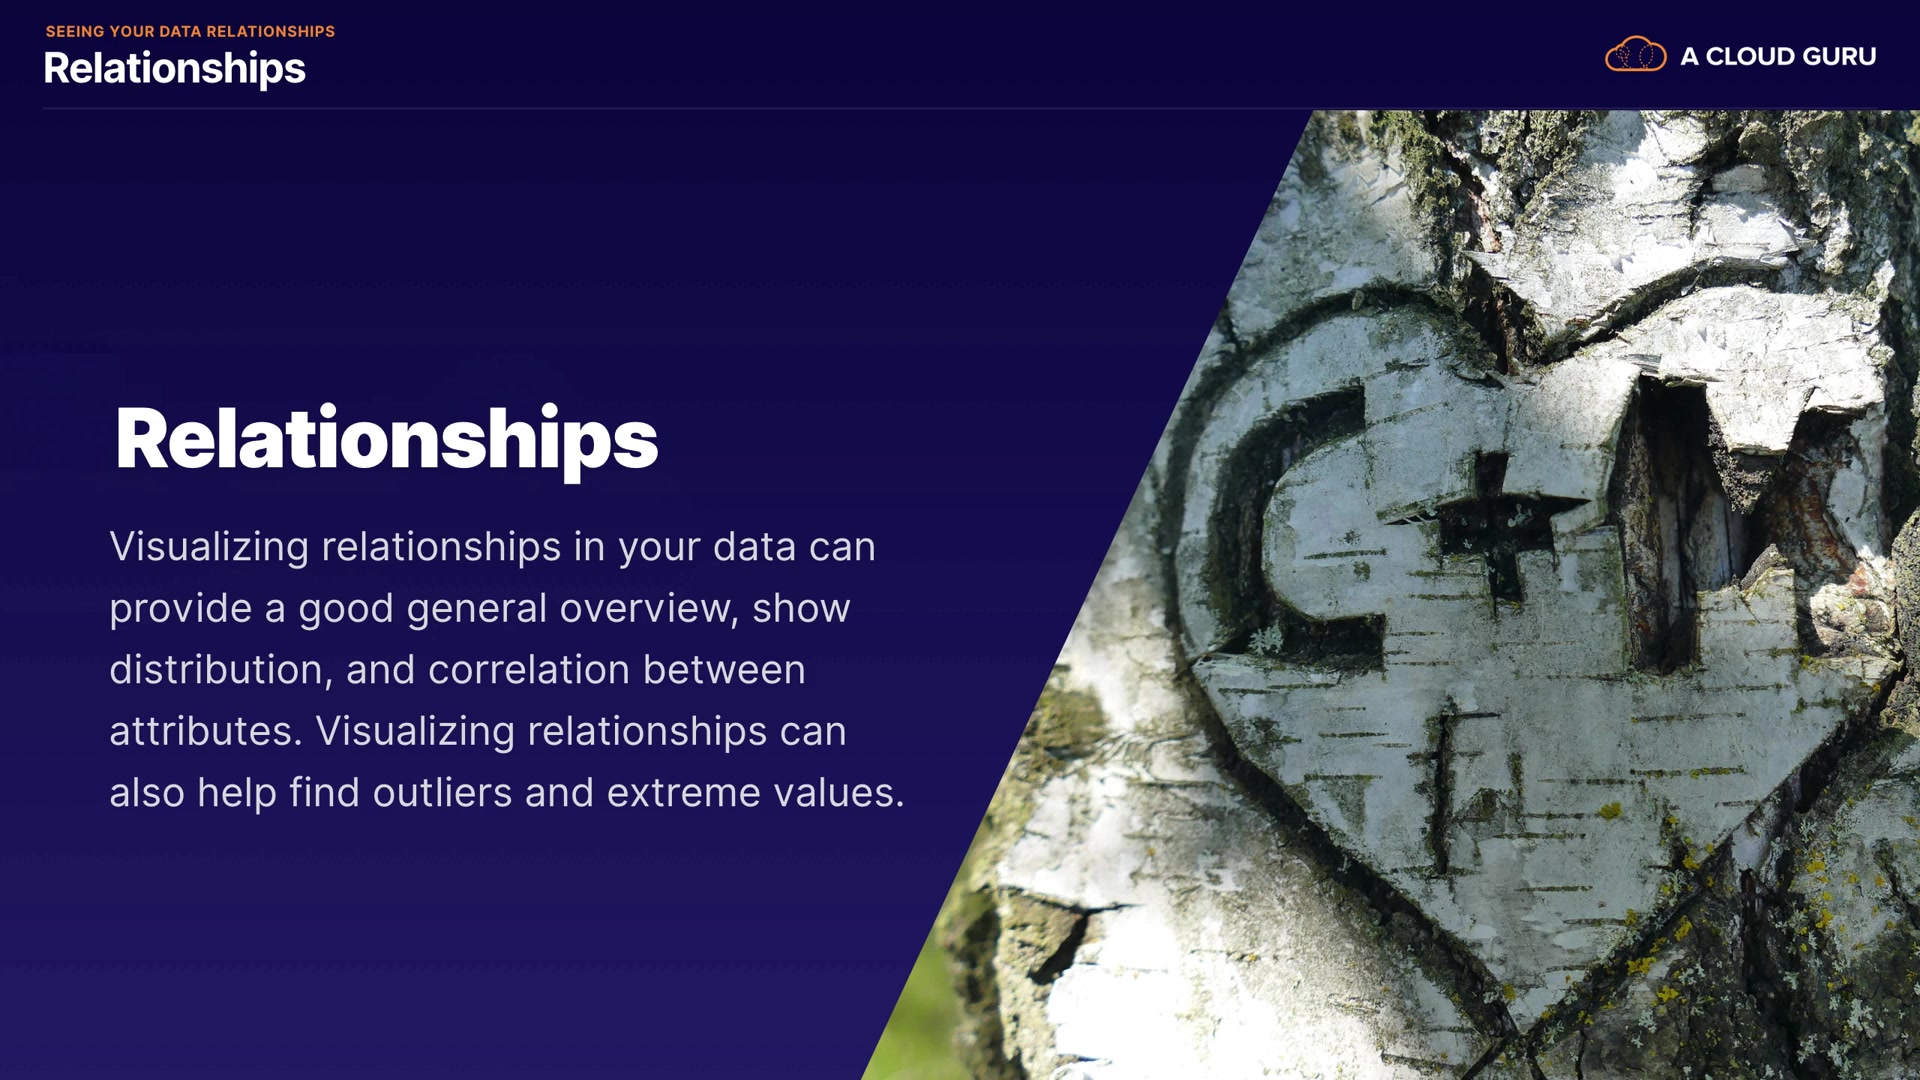 SEEING YOUR DATA RELATIONSHIPS
Relationships
A CLOUD GURU
Relationships
Visualizing relationships in your data can
provide a good general overview, show
distribution, and correlation between
attributes. Visualizing relationships can
also help find outliers and extreme values.